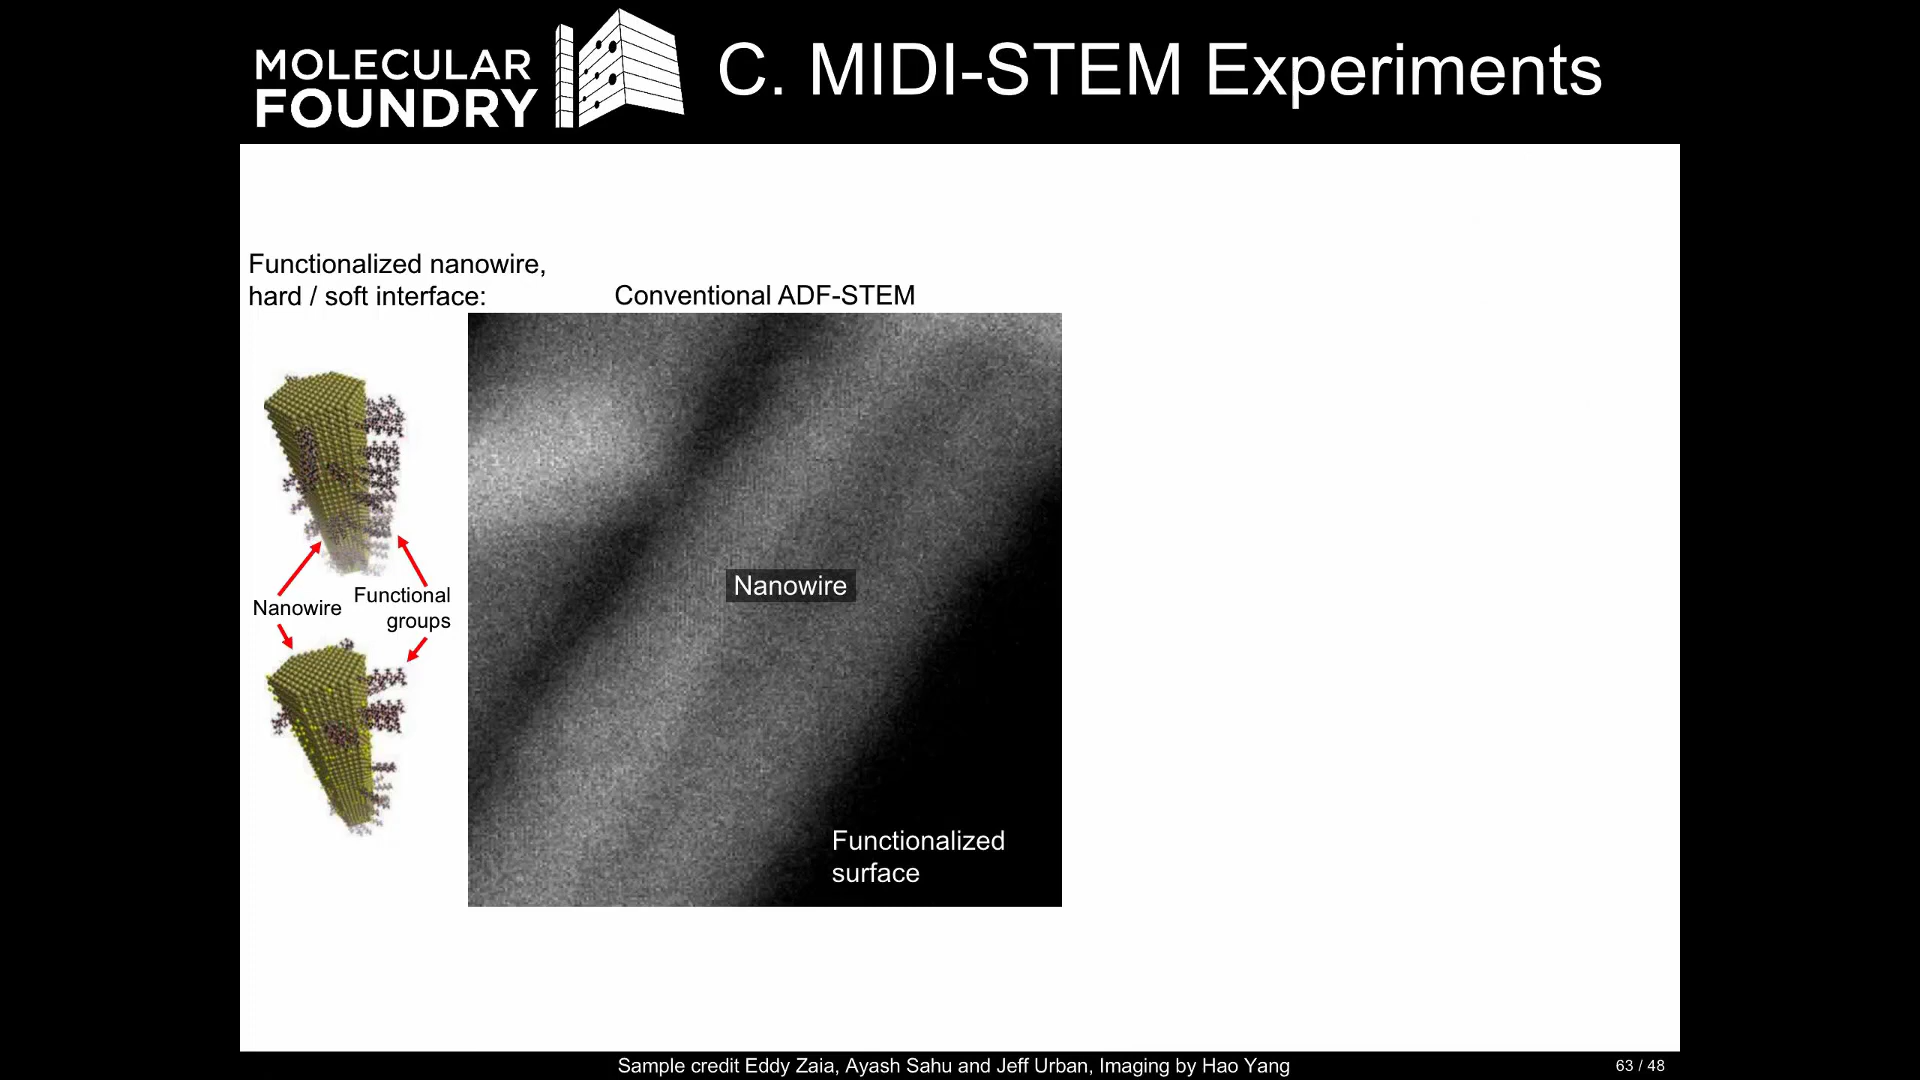 MOLECULAR
FOUNDRY
C. MIDI-STEM Experiments
Functionalized nanowire,
hard / soft interface:
Conventional ADF-STEM
Nanowire
Functional
groups
Nanowire
Functionalized
surface
Sample credit Eddy Zaia, Ayash Sahu and Jeff Urban, Imaging by Hao Yang
63 / 48